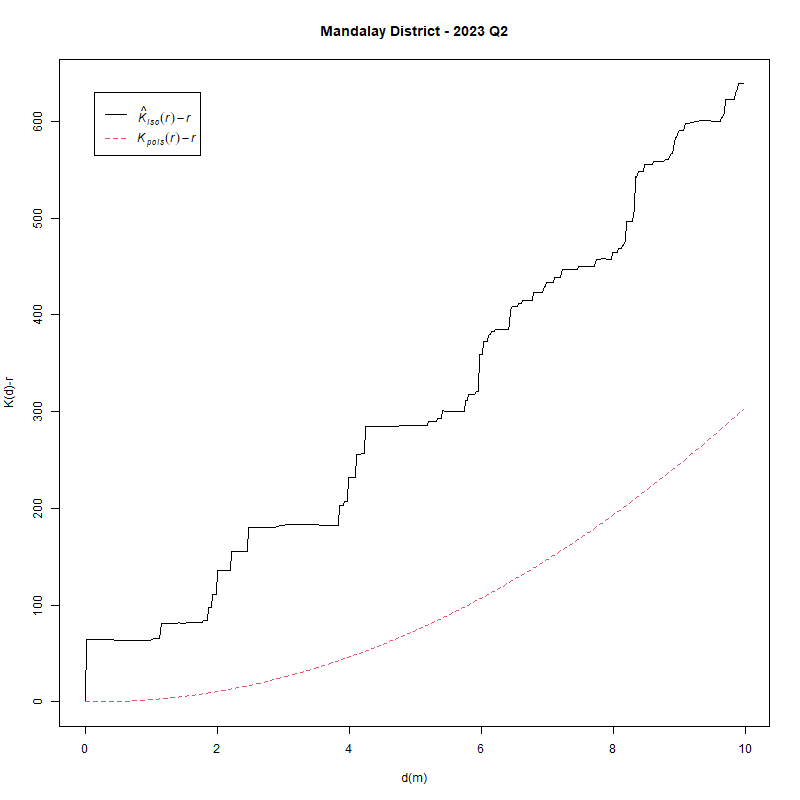 Mandalay District - 2023 Q2
K̂iso(r) − r
Kpois(r) − r
K(d)-r
600
500
400
300
200
100
0
0 2 4 6 8 10
d(m)